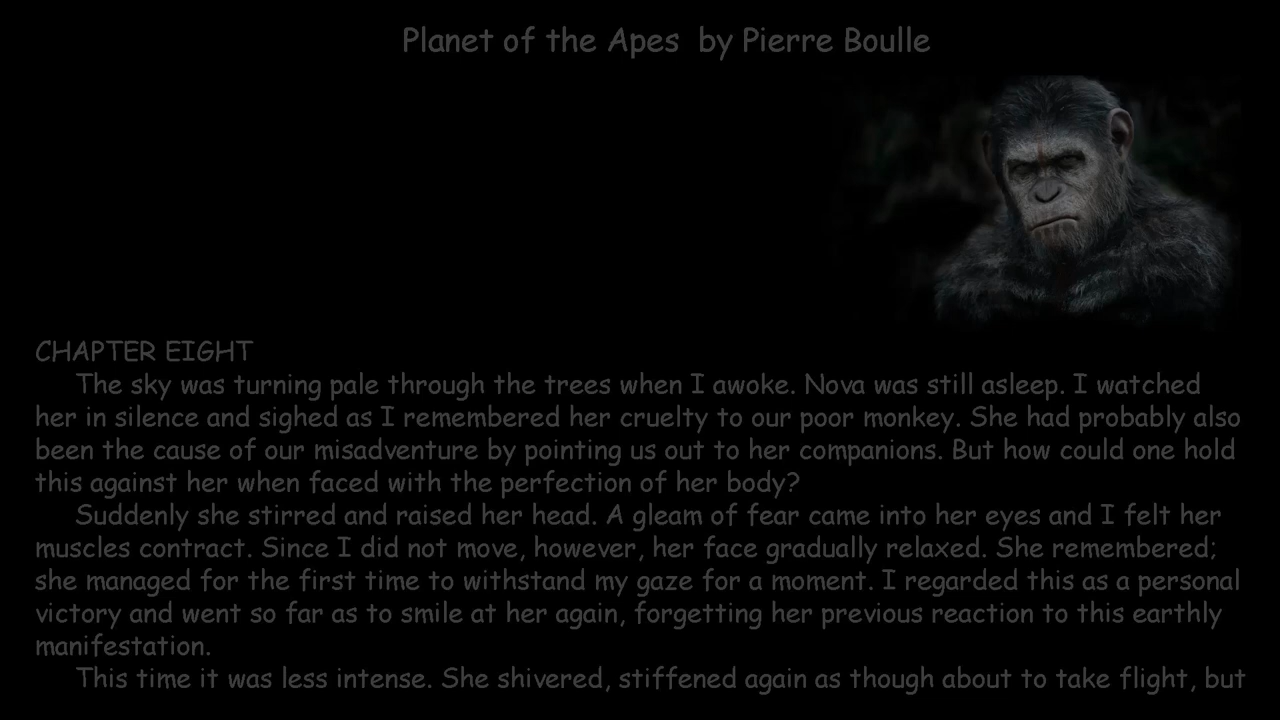 Planet of the Apes by Pierre Boulle
CHAPTER EIGHT
The sky was turning pale through the trees when I awoke. Nova was still asleep. I watched
her in silence and sighed as I remembered her cruelty to our poor monkey. She had probably also
been the cause of our misadventure by pointing us out to her companions. But how could one hold
this against her when faced with the perfection of her body?
Suddenly she stirred and raised her head. A gleam of fear came into her eyes and I felt her
muscles contract. Since I did not move, however, her face gradually relaxed. She remembered;
she managed for the first time to withstand my gaze for a moment. I regarded this as a personal
victory and went so far as to smile at her again, forgetting her previous reaction to this earthly
manifestation.
This time it was less intense. She shivered, stiffened again as though about to take flight, but